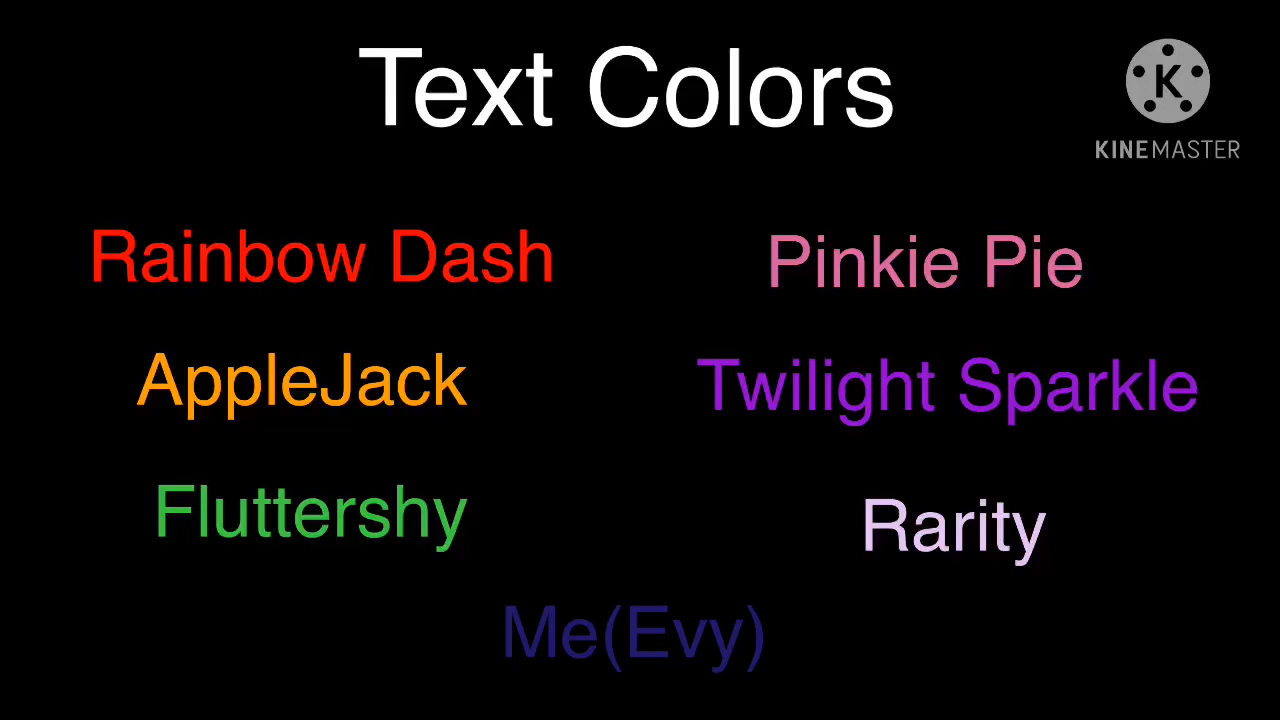 Text Colors
K
KINEMASTER
Rainbow Dash
Pinkie Pie
AppleJack
Twilight Sparkle
Fluttershy
Rarity
Me(Evy)